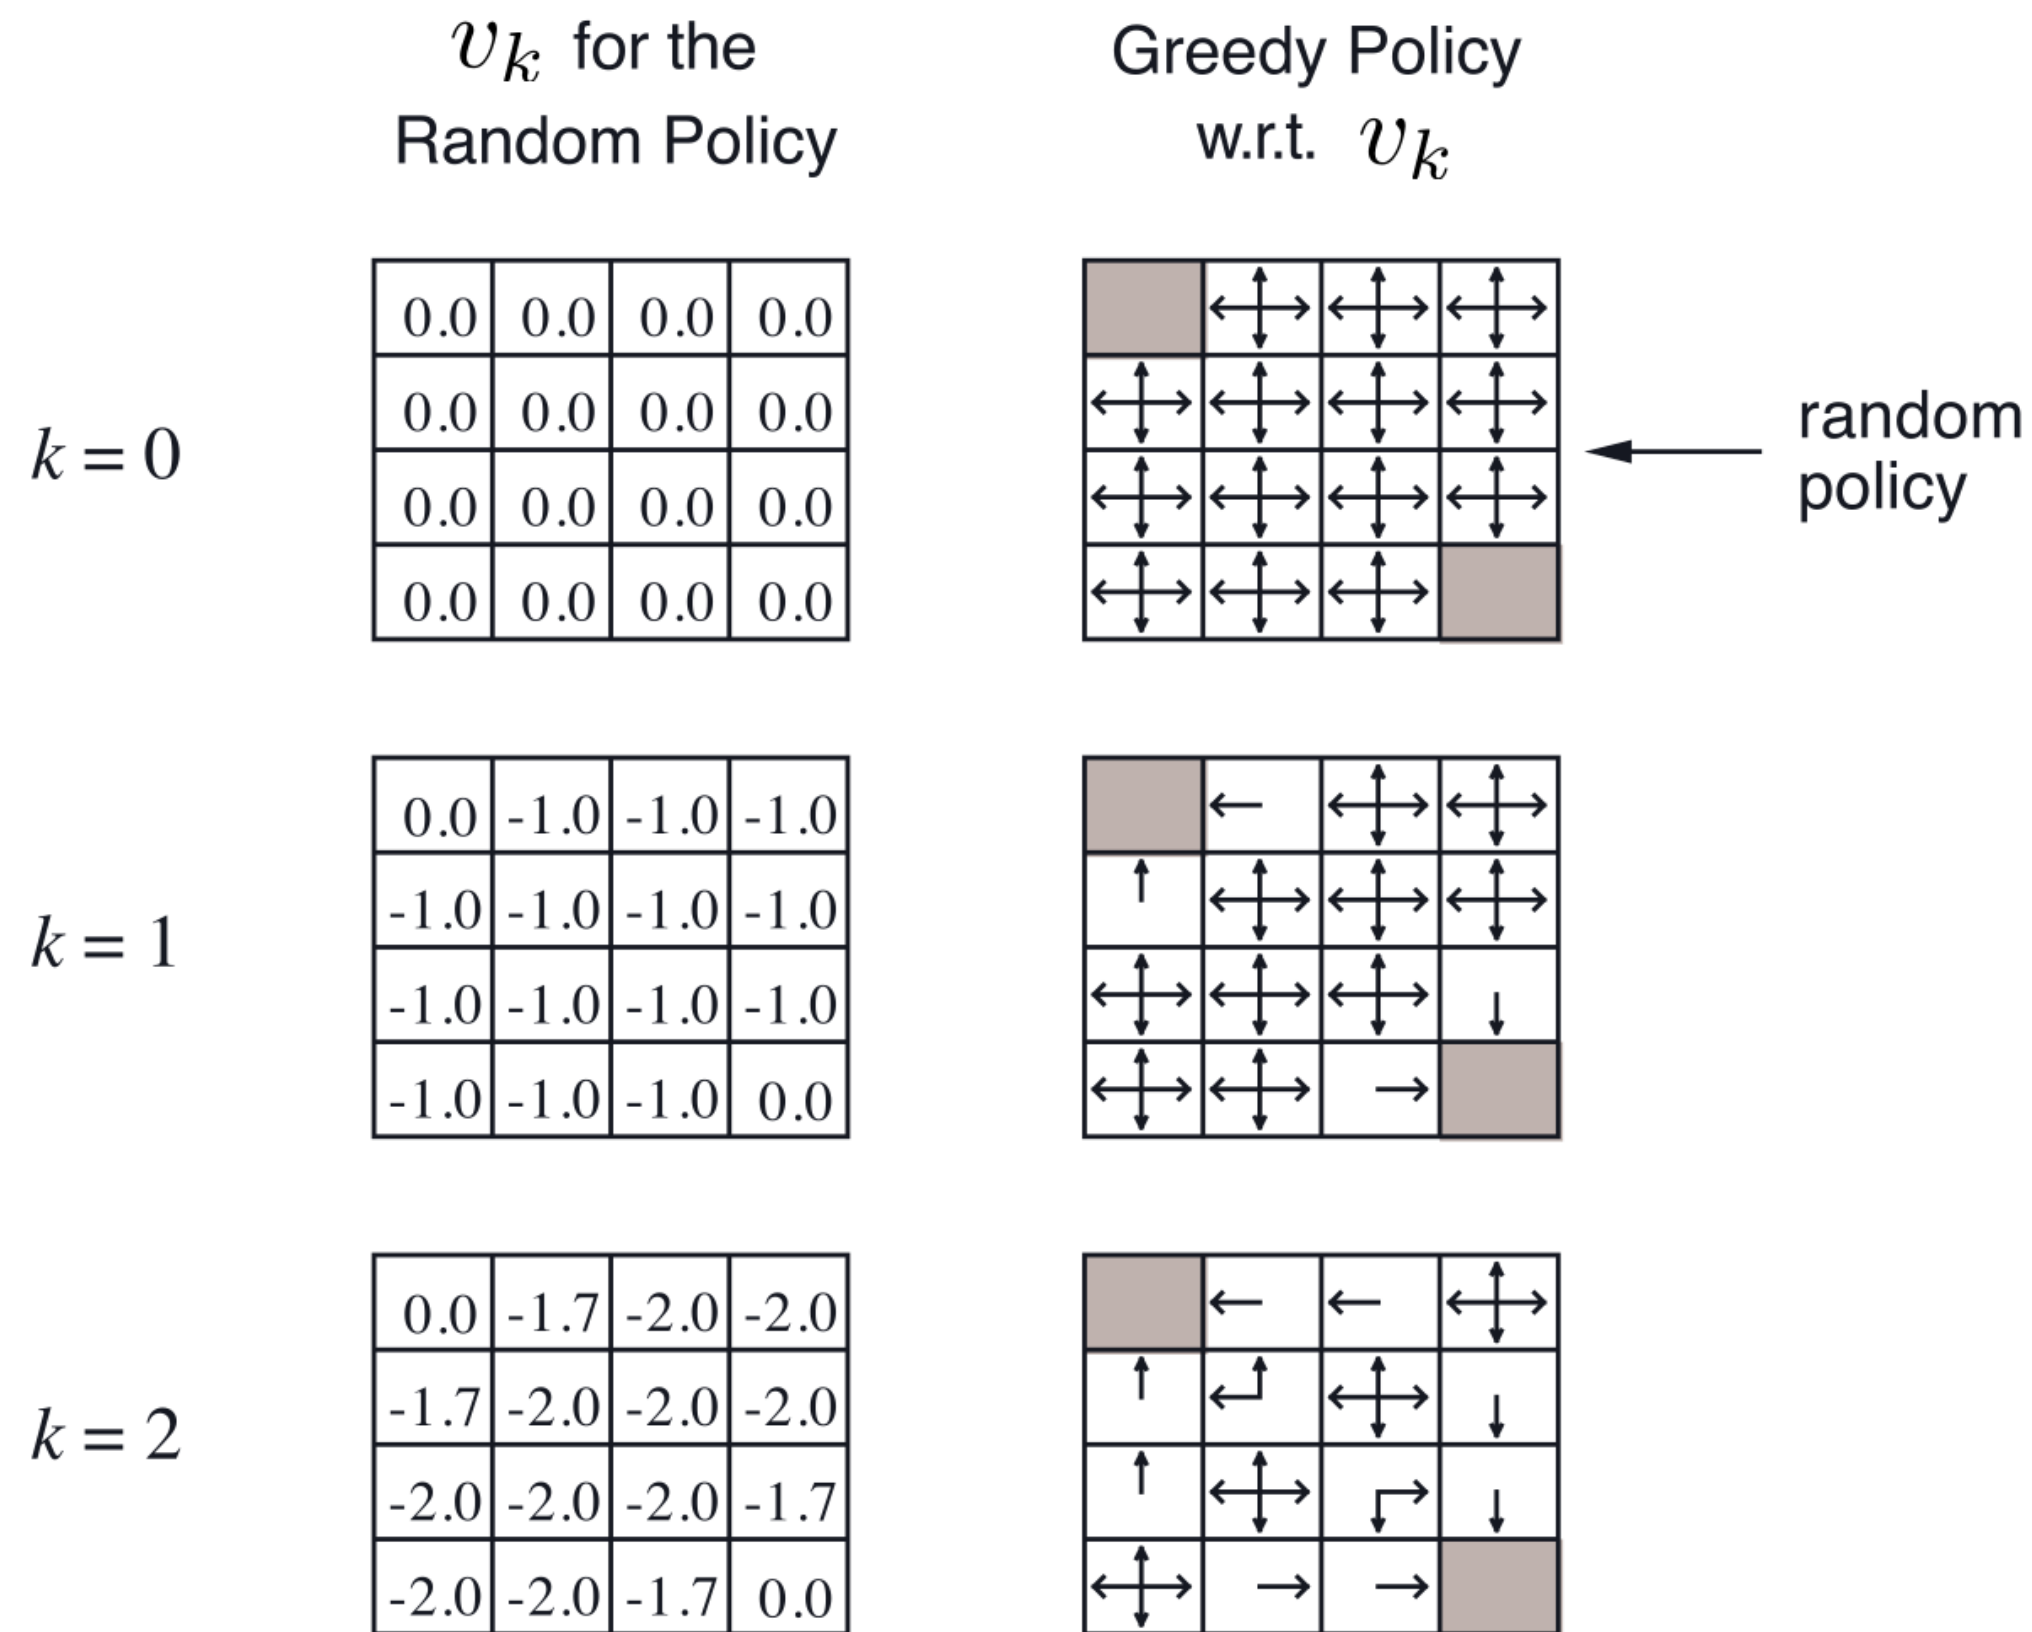 v_k for the
Random Policy
Greedy Policy
w.r.t. v_k
k = 0
0.0 0.0 0.0 0.0
0.0 0.0 0.0 0.0
0.0 0.0 0.0 0.0
0.0 0.0 0.0 0.0
random
policy
k = 1
0.0 -1.0 -1.0 -1.0
-1.0 -1.0 -1.0 -1.0
-1.0 -1.0 -1.0 -1.0
-1.0 -1.0 -1.0 0.0
k = 2
0.0 -1.7 -2.0 -2.0
-1.7 -2.0 -2.0 -2.0
-2.0 -2.0 -2.0 -1.7
-2.0 -2.0 -1.7 0.0